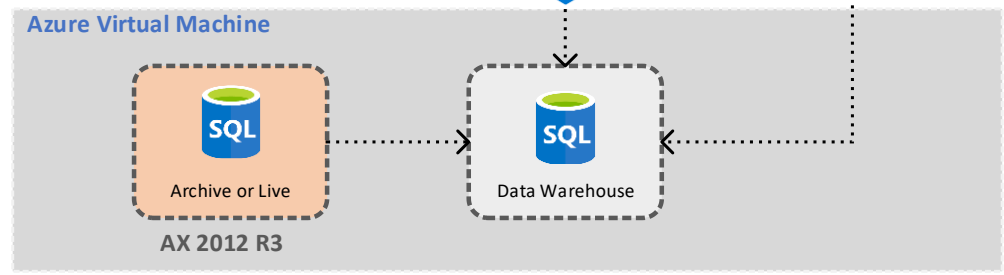 Azure Virtual Machine
SQL
SQL
Archive or Live
Data Warehouse
AX 2012 R3